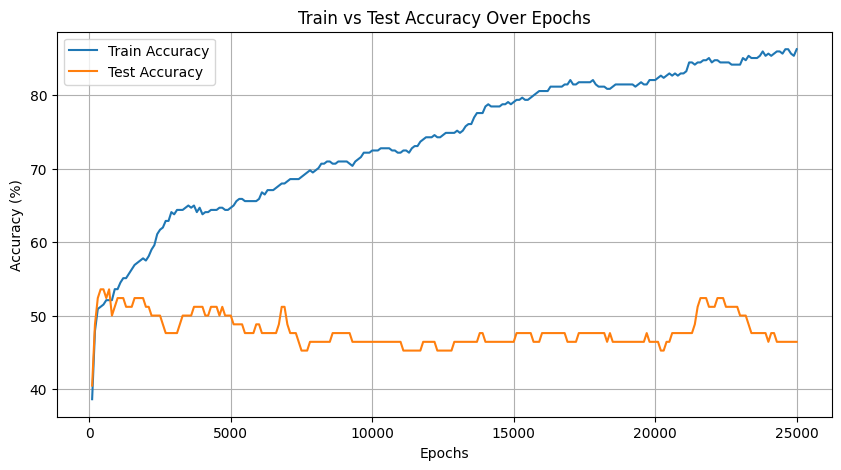 Train vs Test Accuracy Over Epochs
Train Accuracy
Test Accuracy
Accuracy (%)
80
70
60
50
40
0 5000 10000 15000 20000 25000
Epochs